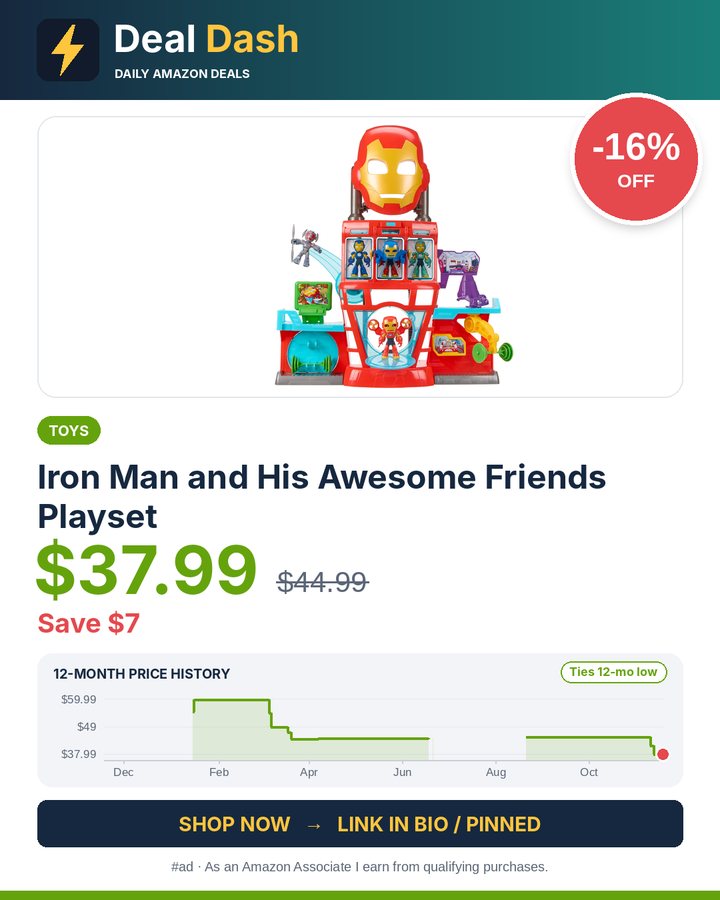 Deal Dash
DAILY AMAZON DEALS
-16%
OFF
TOYS
Iron Man and His Awesome Friends
Playset
$37.99 $44.99
Save $7
12-MONTH PRICE HISTORY
Ties 12-mo low
$59.99
$49
$37.99
Dec Feb Apr Jun Aug Oct
SHOP NOW → LINK IN BIO / PINNED
#ad · As an Amazon Associate I earn from qualifying purchases.